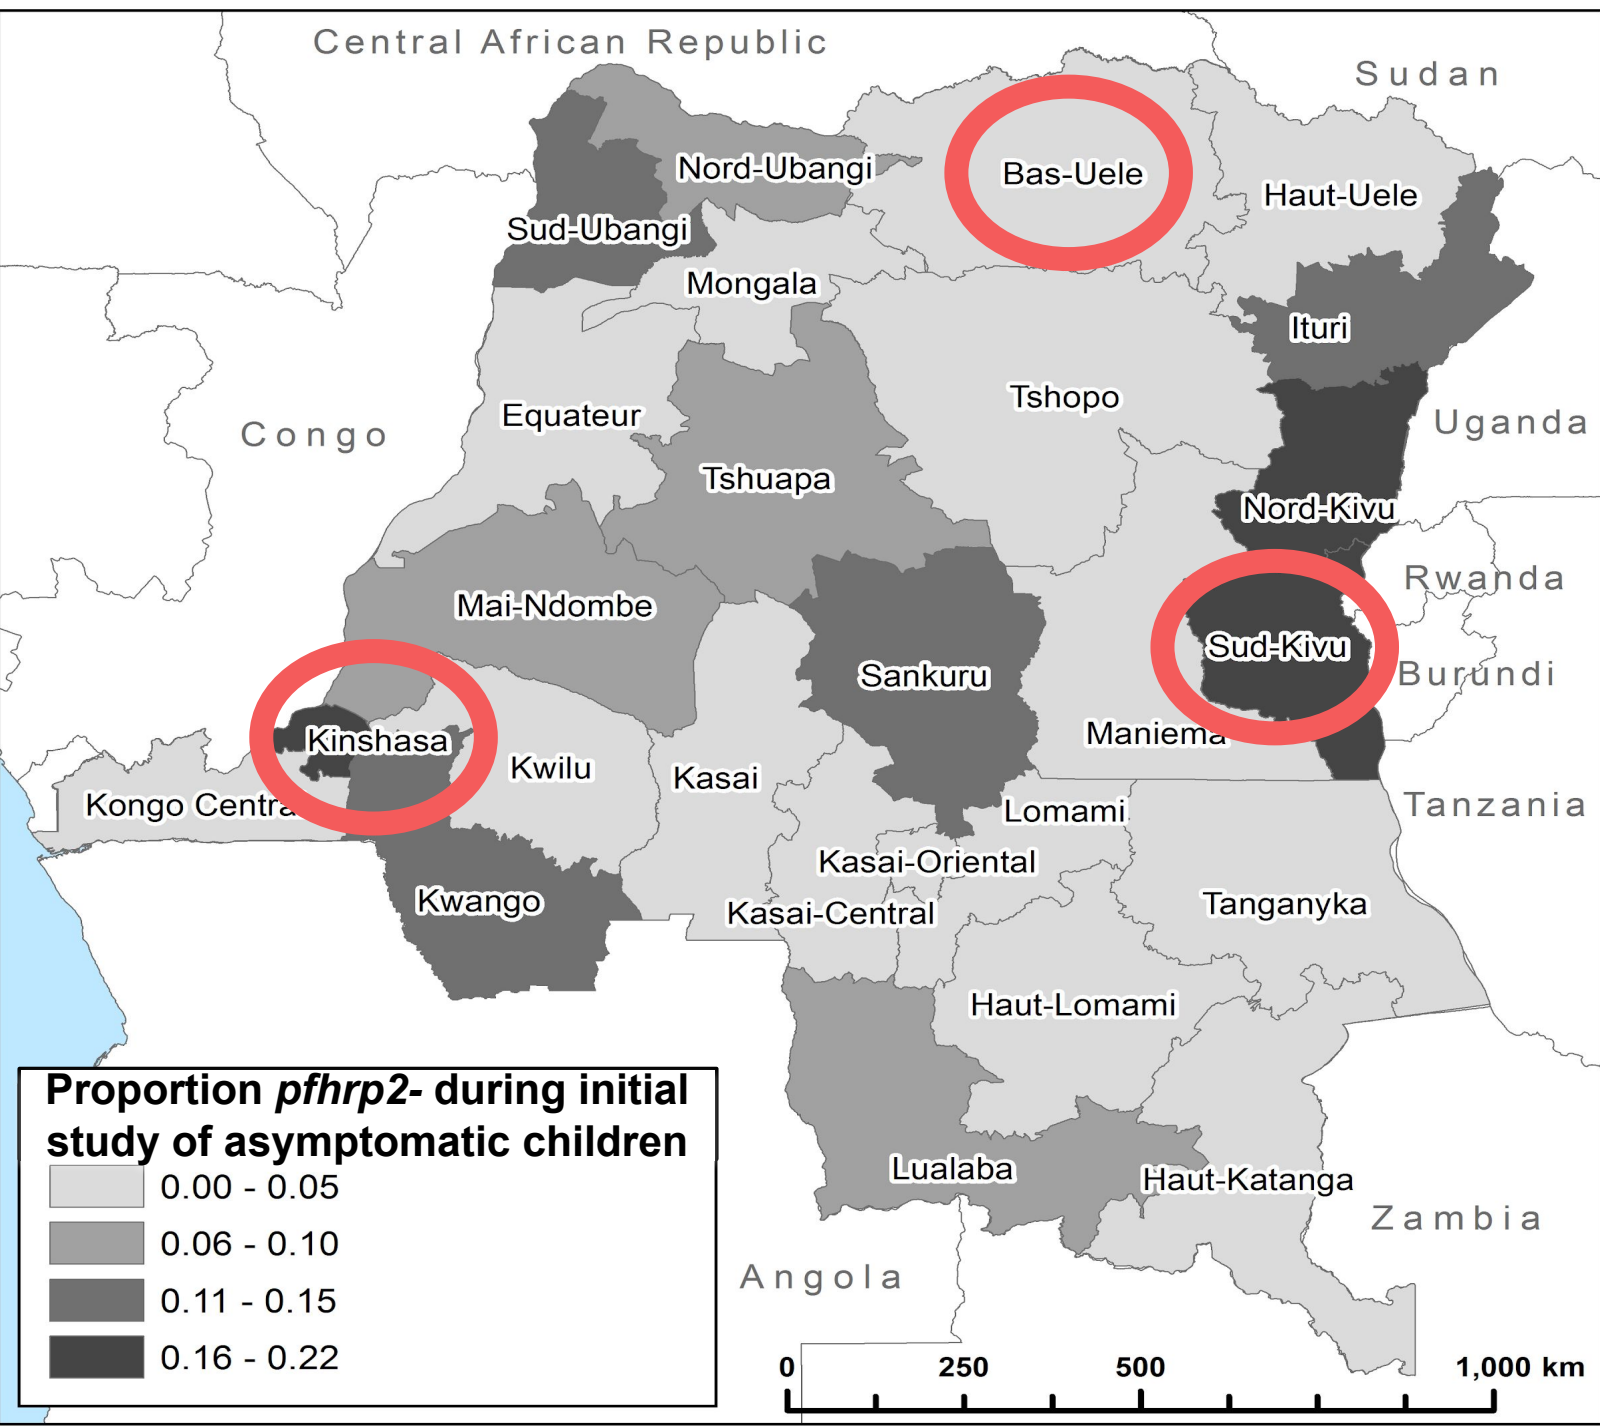 Central African Republic
Sudan
Nord-Ubangi
Bas-Uele
Haut-Uele
Sud-Ubangi
Mongala
Ituri
Tshopo
Equateur
Uganda
Congo
Tshuapa
Nord-Kivu
Rwanda
Mai-Ndombe
Sud-Kivu
Sankuru
Burundi
Maniema
Kinshasa
Kwilu
Kasai
Kongo Centra
Lomami
Tanzania
Kasai-Oriental
Kwango
Kasai-Central
Tanganyika
Haut-Lomami
Lualaba
Haut-Katanga
Zambia
Angola
Proportion pfhrp2- during initial
study of asymptomatic children
0.00 - 0.05
0.06 - 0.10
0.11 - 0.15
0.16 - 0.22
0 250 500 1,000 km